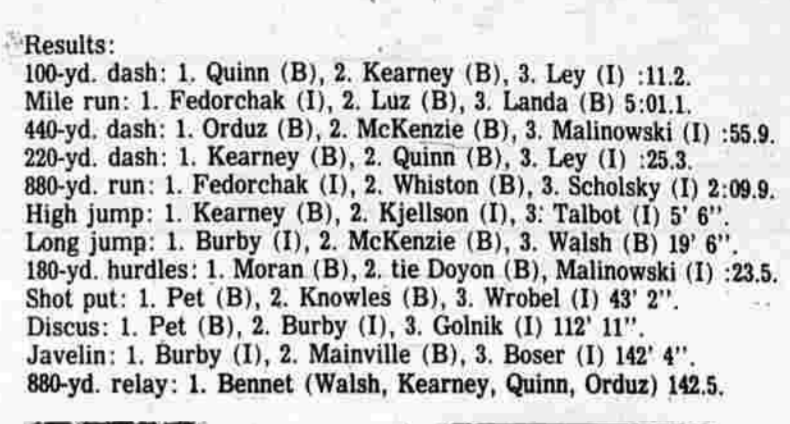 Results:
100-yd. dash: 1. Quinn (B), 2. Kearney (B), 3. Ley (I) :11.2.
Mile run: 1. Fedorchak (I), 2. Luz (B), 3. Landa (B) 5:01.1.
440-yd. dash: 1. Orduz (B), 2. McKenzie (B), 3. Malinowski (I) :55.9.
220-yd. dash: 1. Kearney (B), 2. Quinn (B), 3. Ley (I) :25.3.
880-yd. run: 1. Fedorchak (I), 2. Whiston (B), 3. Scholsky (I) 2:09.9.
High jump: 1. Kearney (B), 2. Kjellson (I), 3. Talbot (I) 5' 6".
Long jump: 1. Burby (I), 2. McKenzie (B), 3. Walsh (B) 19' 6".
180-yd. hurdles: 1. Moran (B), 2. tie Doyon (B), Malinowski (I) :23.5.
Shot put: 1. Pet (B), 2. Knowles (B), 3. Wrobel (I) 43' 2".
Discus: 1. Pet (B), 2. Burby (I), 3. Golnik (I) 112' 11".
Javelin: 1. Burby (I), 2. Mainville (B), 3. Boser (I) 142' 4".
880-yd. relay: 1. Bennet (Walsh, Kearney, Quinn, Orduz) 142.5.